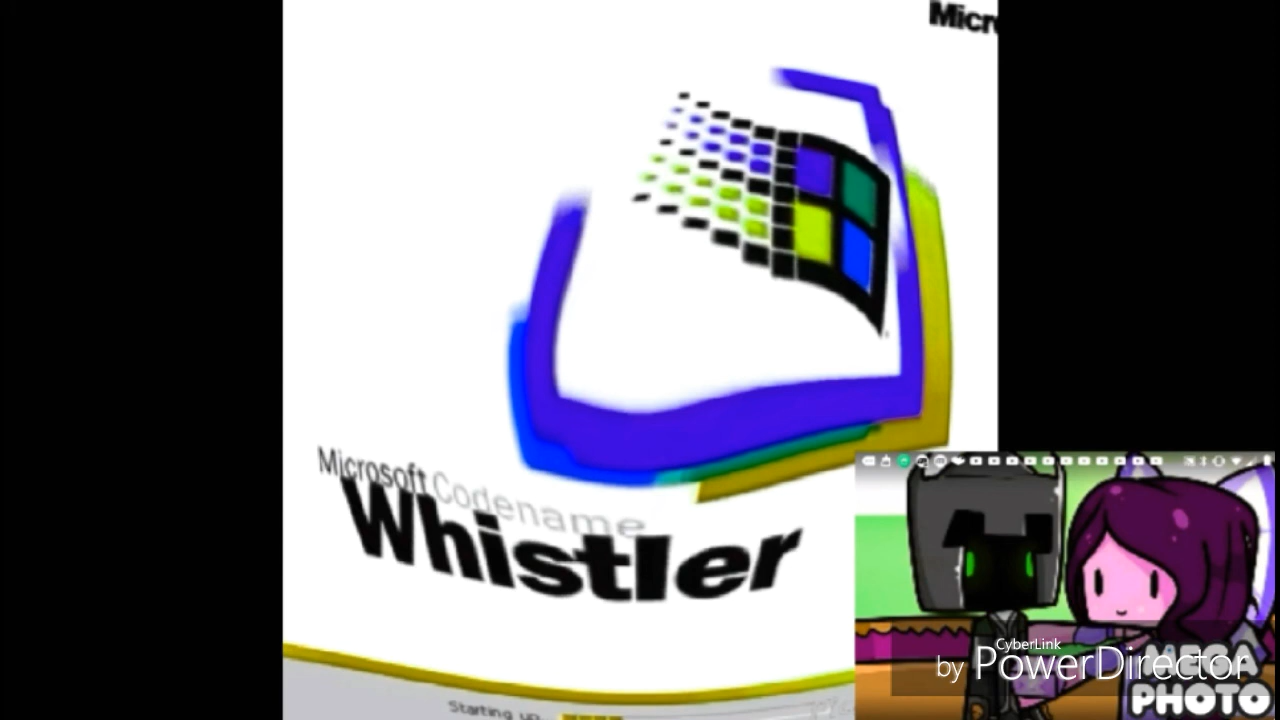 Micr
Microsoft Codename
Whistler
Starting up
CyberLink
by PowerDirector
MEGA
PHOTO